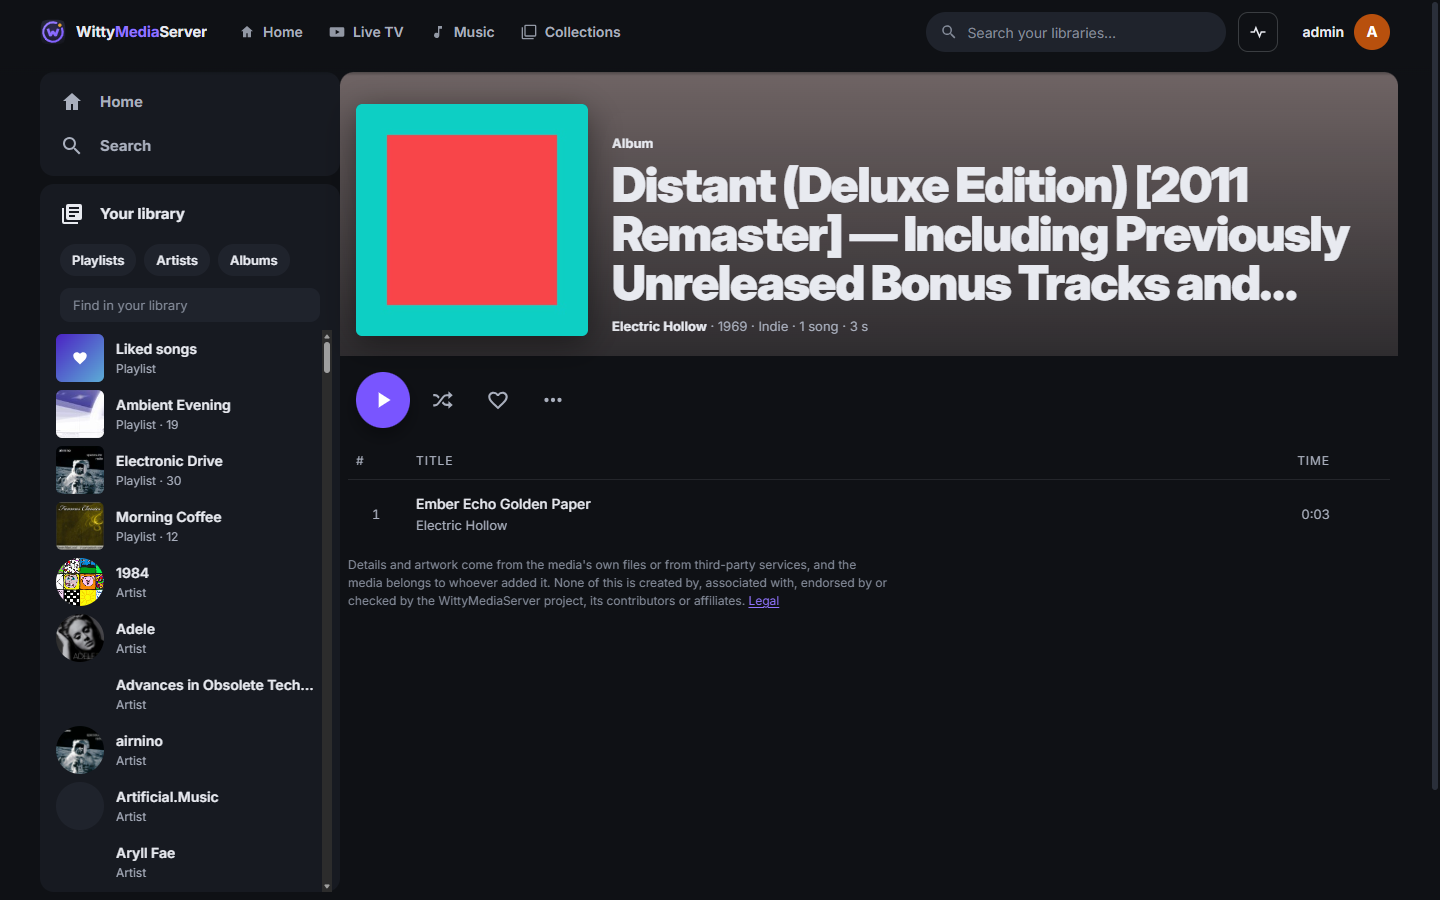 WittyMediaServer
Home
Live TV
Music
Collections
Search your libraries...
admin
A
Home
Search
Your library
Playlists
Artists
Albums
Find in your library
Liked songs
Playlist
Ambient Evening
Playlist · 19
Electronic Drive
Playlist · 30
Morning Coffee
Playlist · 12
1984
Artist
Adele
Artist
Advances in Obsolete Tech...
Artist
airnino
Artist
Artificial.Music
Artist
Aryll Fae
Artist
Album
Distant (Deluxe Edition) [2011
Remaster] — Including Previously
Unreleased Bonus Tracks and...
Electric Hollow · 1969 · Indie · 1 song · 3 s
# TITLE TIME
1 Ember Echo Golden Paper 0:03
Electric Hollow
Details and artwork come from the media's own files or from third-party services, and the
media belongs to whoever added it. None of this is created by, associated with, endorsed by or
checked by the WittyMediaServer project, its contributors or affiliates. Legal